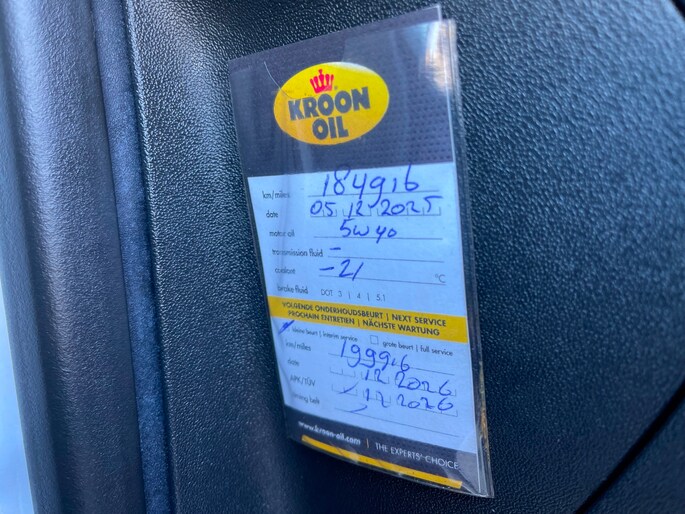 KROON
OIL
km/miles 184916
date 05 12 2025
motor oil 5w40
transmission fluid –
coolant -21 °C
brake fluid DOT 3 | 4 | 5.1
VOLGENDE ONDERHOUDSBEURT | NEXT SERVICE
PROCHAIN ENTRETIEN | NÄCHSTE WARTUNG
kleine beurt | interim service grote beurt | full service
km/miles 199916
date 12 2026
APK/TÜV 12 2026
timing belt
www.kroon-oil.com | THE EXPERTS' CHOICE